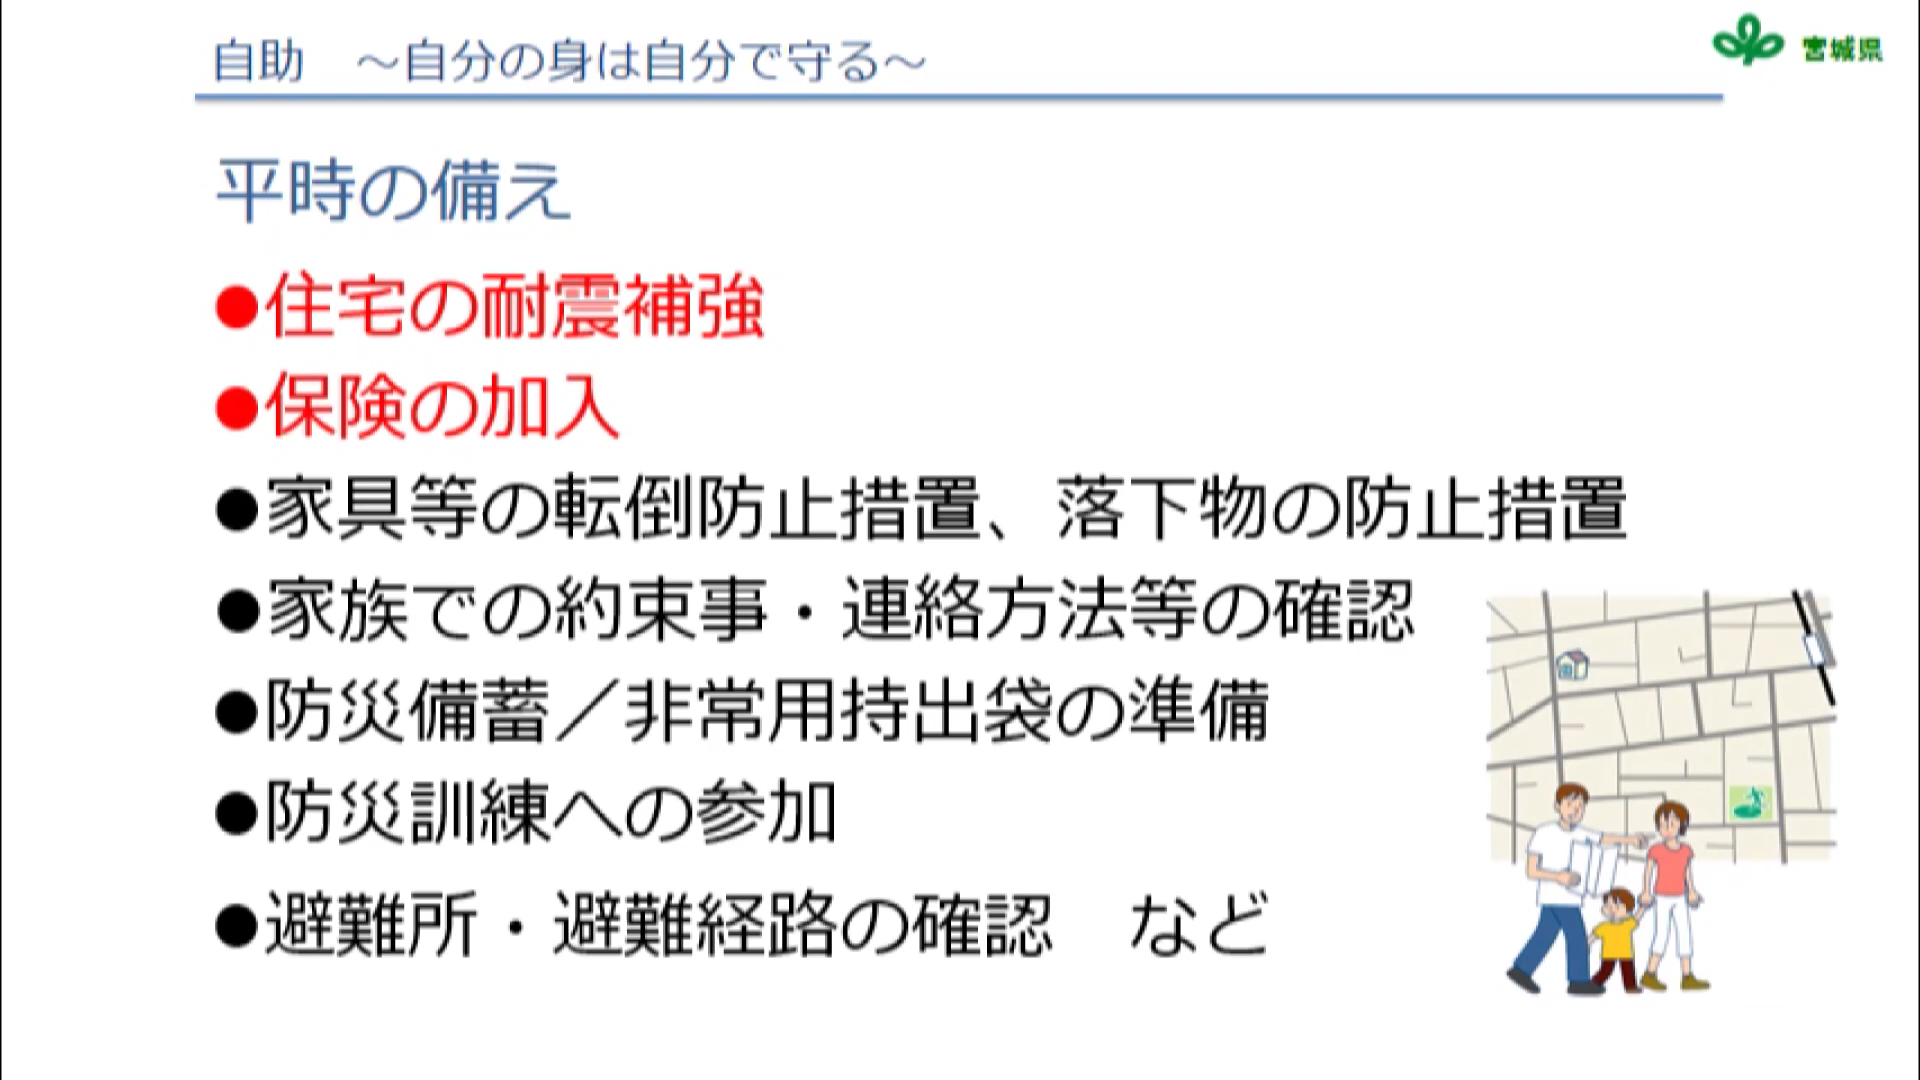 自助　～自分の身は自分で守る～
宮城県
平時の備え
●住宅の耐震補強
●保険の加入
●家具等の転倒防止措置、落下物の防止措置
●家族での約束事・連絡方法等の確認
●防災備蓄／非常用持出袋の準備
●防災訓練への参加
●避難所・避難経路の確認　など